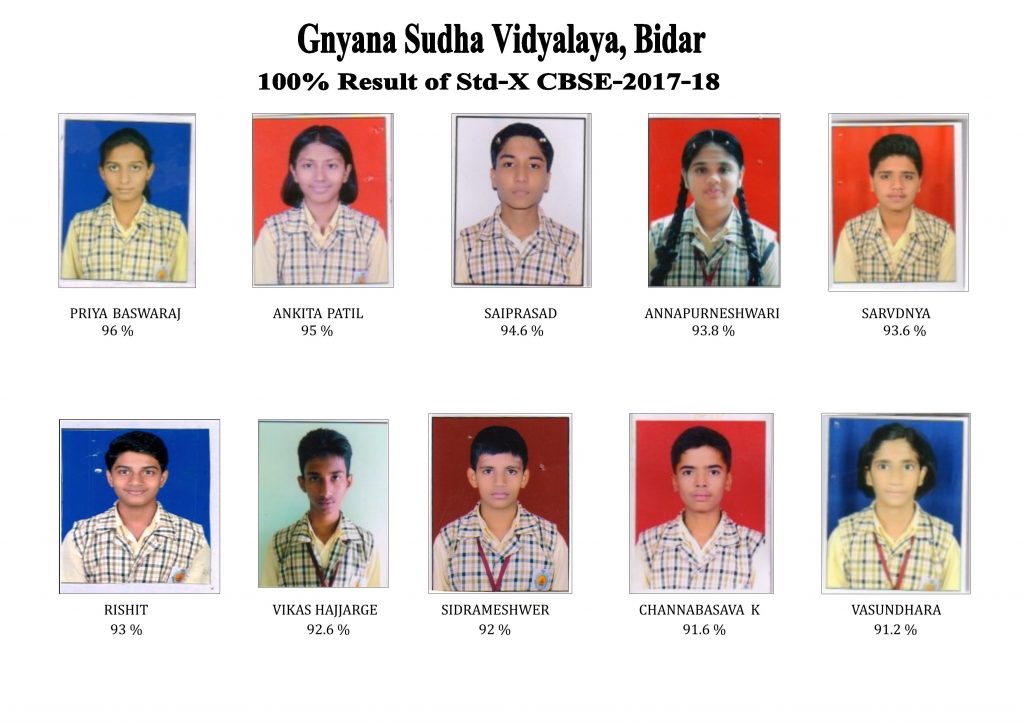 Gnyana Sudha Vidyalaya, Bidar
100% Result of Std-X CBSE-2017-18
PRIYA BASWARAJ ANKITA PATIL SAIPRASAD ANNAPURNESHWARI SARVDNYA
96 % 95 % 94.6 % 93.8 % 93.6 %
RISHIT VIKAS HAJJARGE SIDRAMESHWER CHANNABASAVA K VASUNDHARA
93 % 92.6 % 92 % 91.6 % 91.2 %